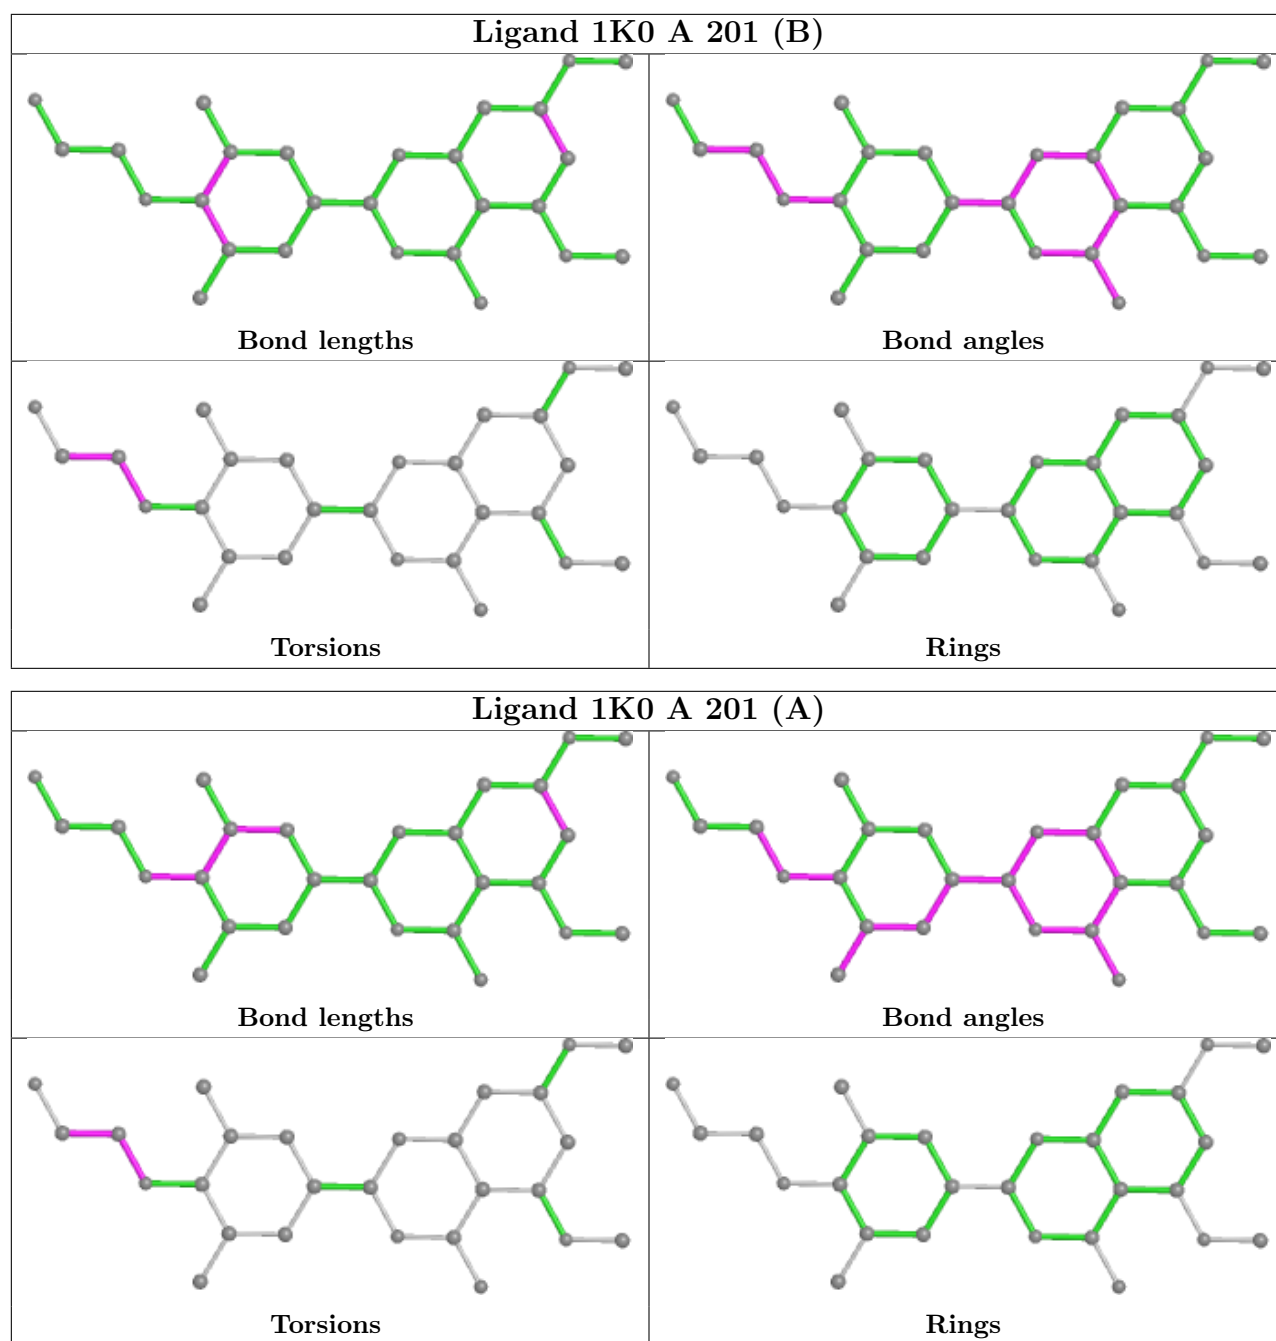 Ligand 1K0 A 201 (B)
Bond lengths
Bond angles
Torsions
Rings
Ligand 1K0 A 201 (A)
Bond lengths
Bond angles
Torsions
Rings